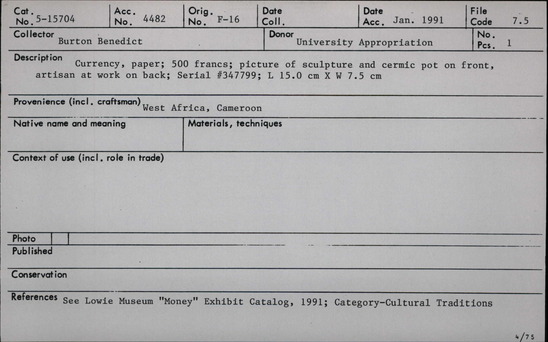 Cat. No. 5-15704 Acc. No. 4482 Orig. No. F-16 Date Coll. Date Acc. Jan. 1991 File Code 7.5
Collector Burton Benedict Donor University Appropriation No. Pcs. 1
Description Currency, paper; 500 francs; picture of sculpture and cermic pot on front,
artisan at work on back; Serial #347799; L 15.0 cm X W 7.5 cm
Provenience (incl. craftsman) West Africa, Cameroon
Native name and meaning Materials, techniques
Context of use (incl. role in trade)
Photo
Published
Conservation
References See Lowie Museum "Money" Exhibit Catalog, 1991; Category-Cultural Traditions
4/75